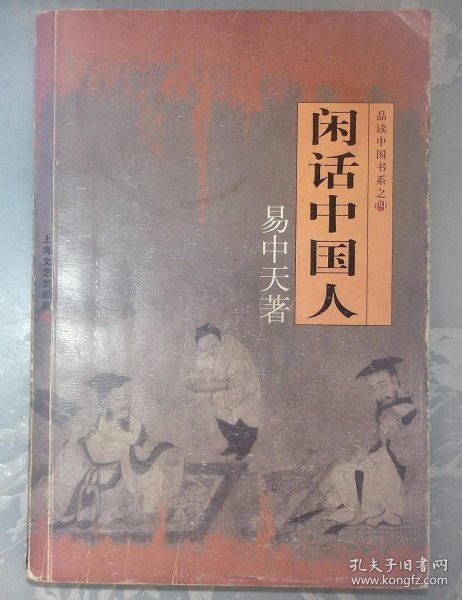 品读中国书系之四
闲话中国人
易中天著
上海文艺出版社
孔夫子旧书网
kongfz.com